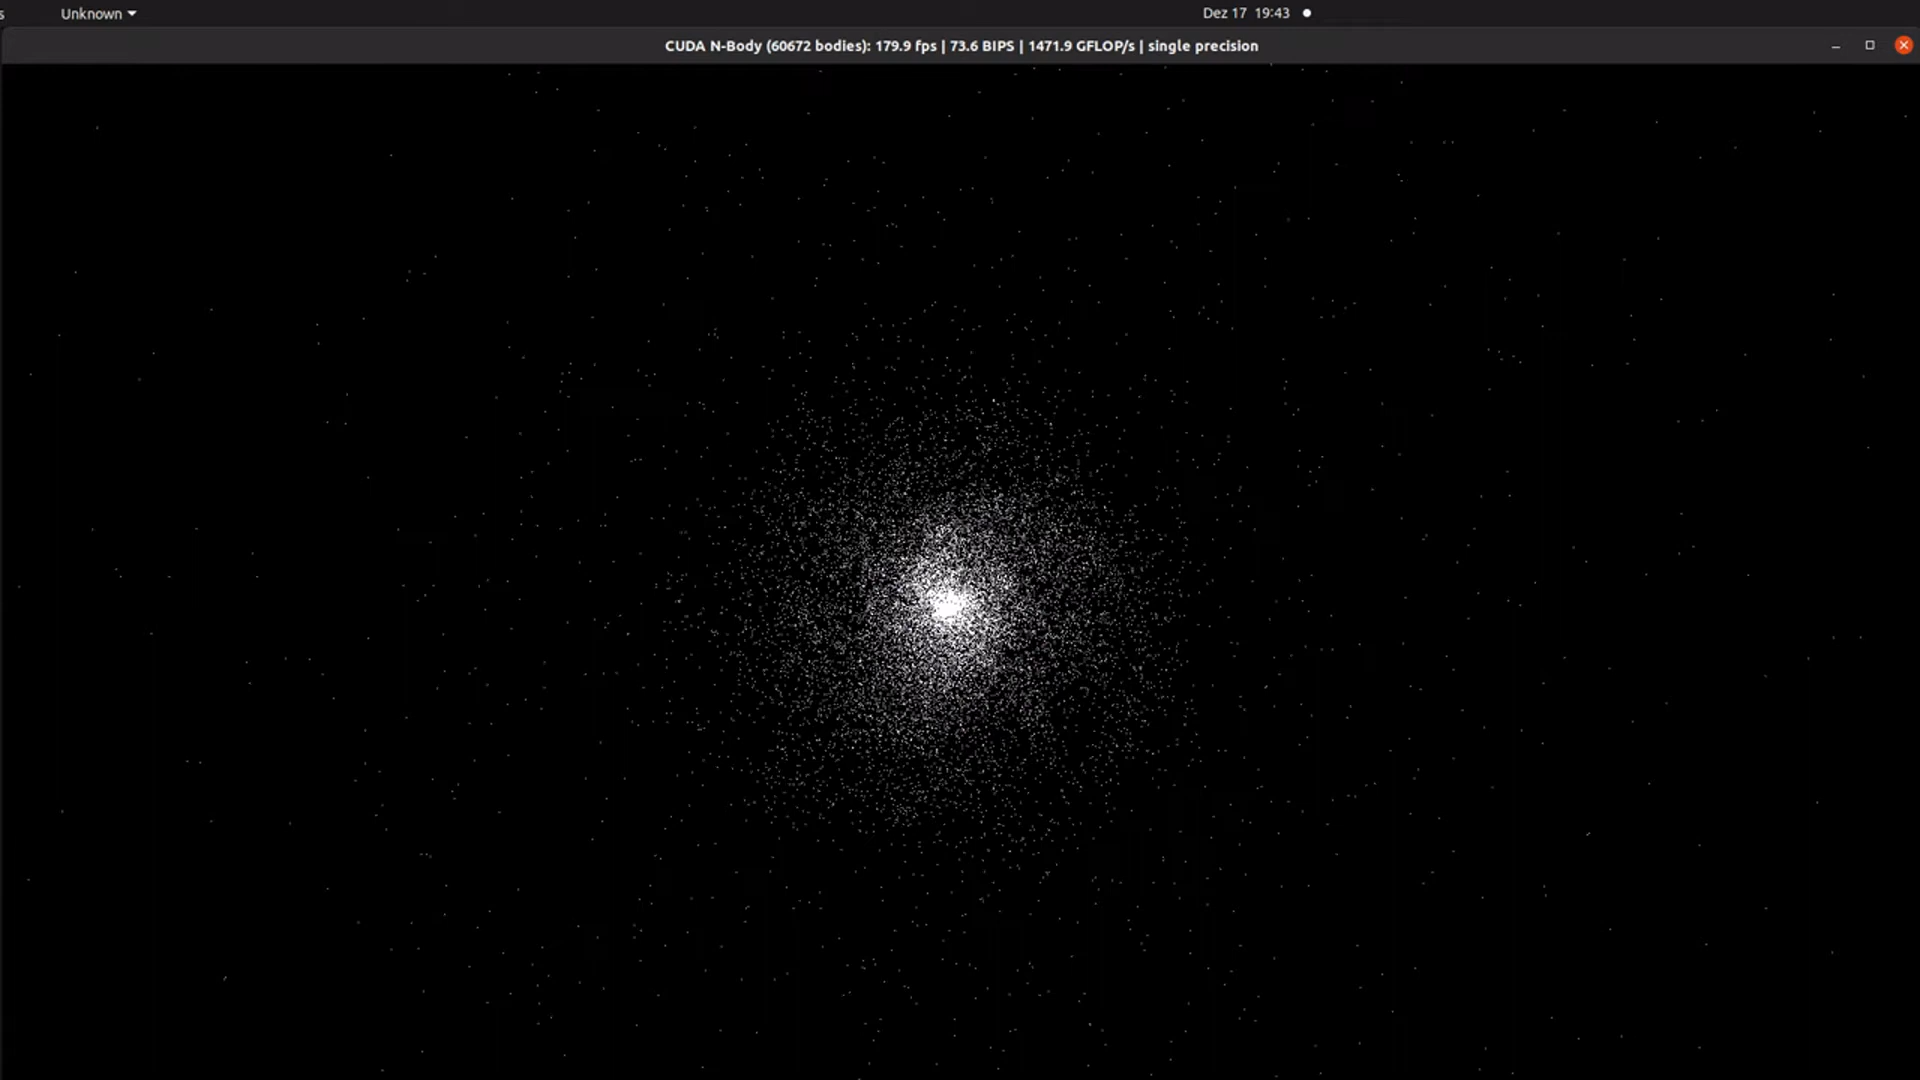 s Unknown Dez 17 19:43
CUDA N-Body (60672 bodies): 179.9 fps | 73.6 BIPS | 1471.9 GFLOP/s | single precision